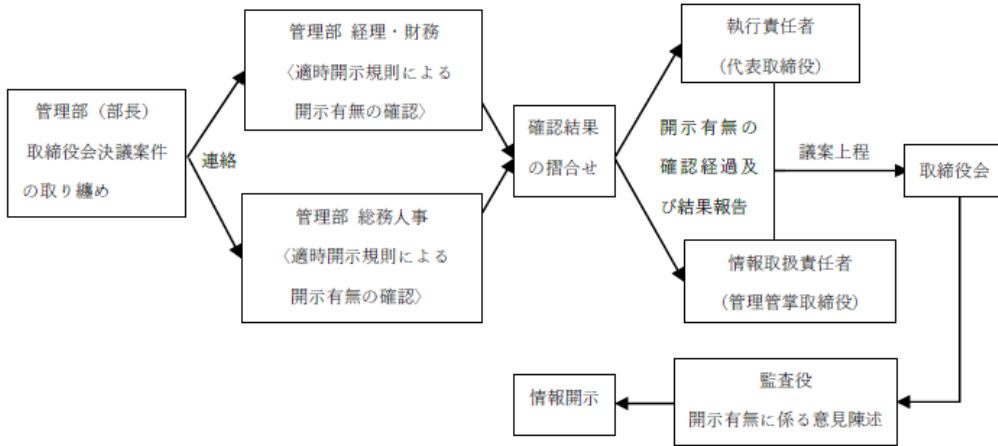 管理部（部長）
取締役会決議案件
の取り纏め
連絡
管理部 経理・財務
〈適時開示規則による
開示有無の確認〉
管理部 総務人事
〈適時開示規則による
開示有無の確認〉
確認結果
の摺合せ
執行責任者
（代表取締役）
開示有無の
確認経過及
び結果報告
情報取扱責任者
（管理管掌取締役）
議案上程
取締役会
監査役
開示有無に係る意見陳述
情報開示